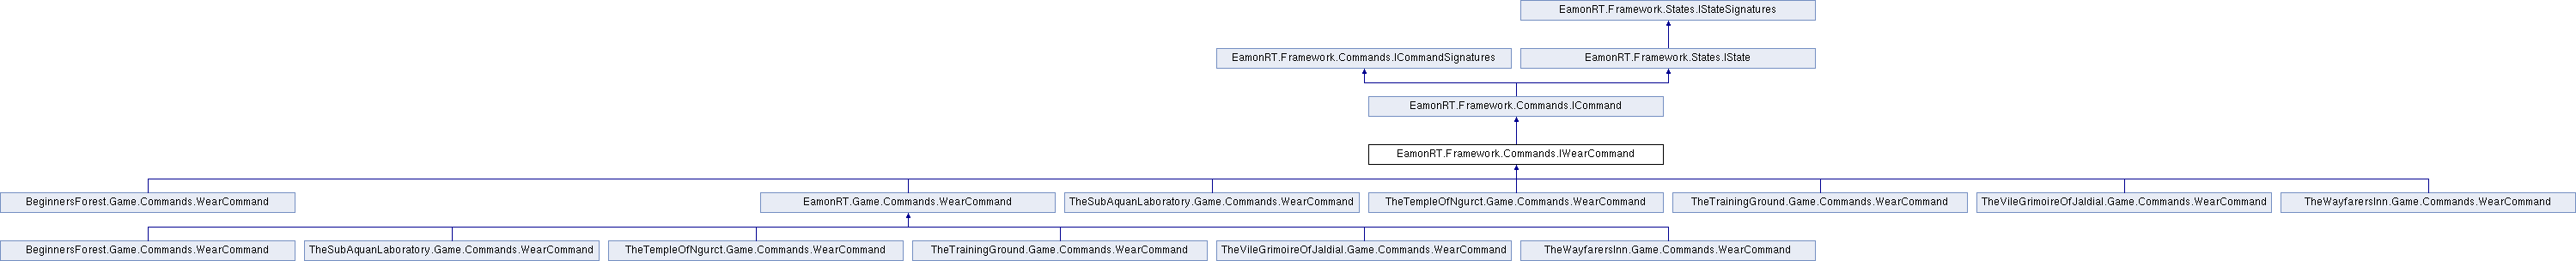 EamonRT.Framework.States.IStateSignatures
EamonRT.Framework.Commands.ICommandSignatures
EamonRT.Framework.States.IState
EamonRT.Framework.Commands.ICommand
EamonRT.Framework.Commands.IWearCommand
BeginnersForest.Game.Commands.WearCommand
EamonRT.Game.Commands.WearCommand
TheSubAquanLaboratory.Game.Commands.WearCommand
TheTempleOfNgurct.Game.Commands.WearCommand
TheTrainingGround.Game.Commands.WearCommand
TheVileGrimoireOfJaldial.Game.Commands.WearCommand
TheWayfarersInn.Game.Commands.WearCommand
BeginnersForest.Game.Commands.WearCommand
TheSubAquanLaboratory.Game.Commands.WearCommand
TheTempleOfNgurct.Game.Commands.WearCommand
TheTrainingGround.Game.Commands.WearCommand
TheVileGrimoireOfJaldial.Game.Commands.WearCommand
TheWayfarersInn.Game.Commands.WearCommand